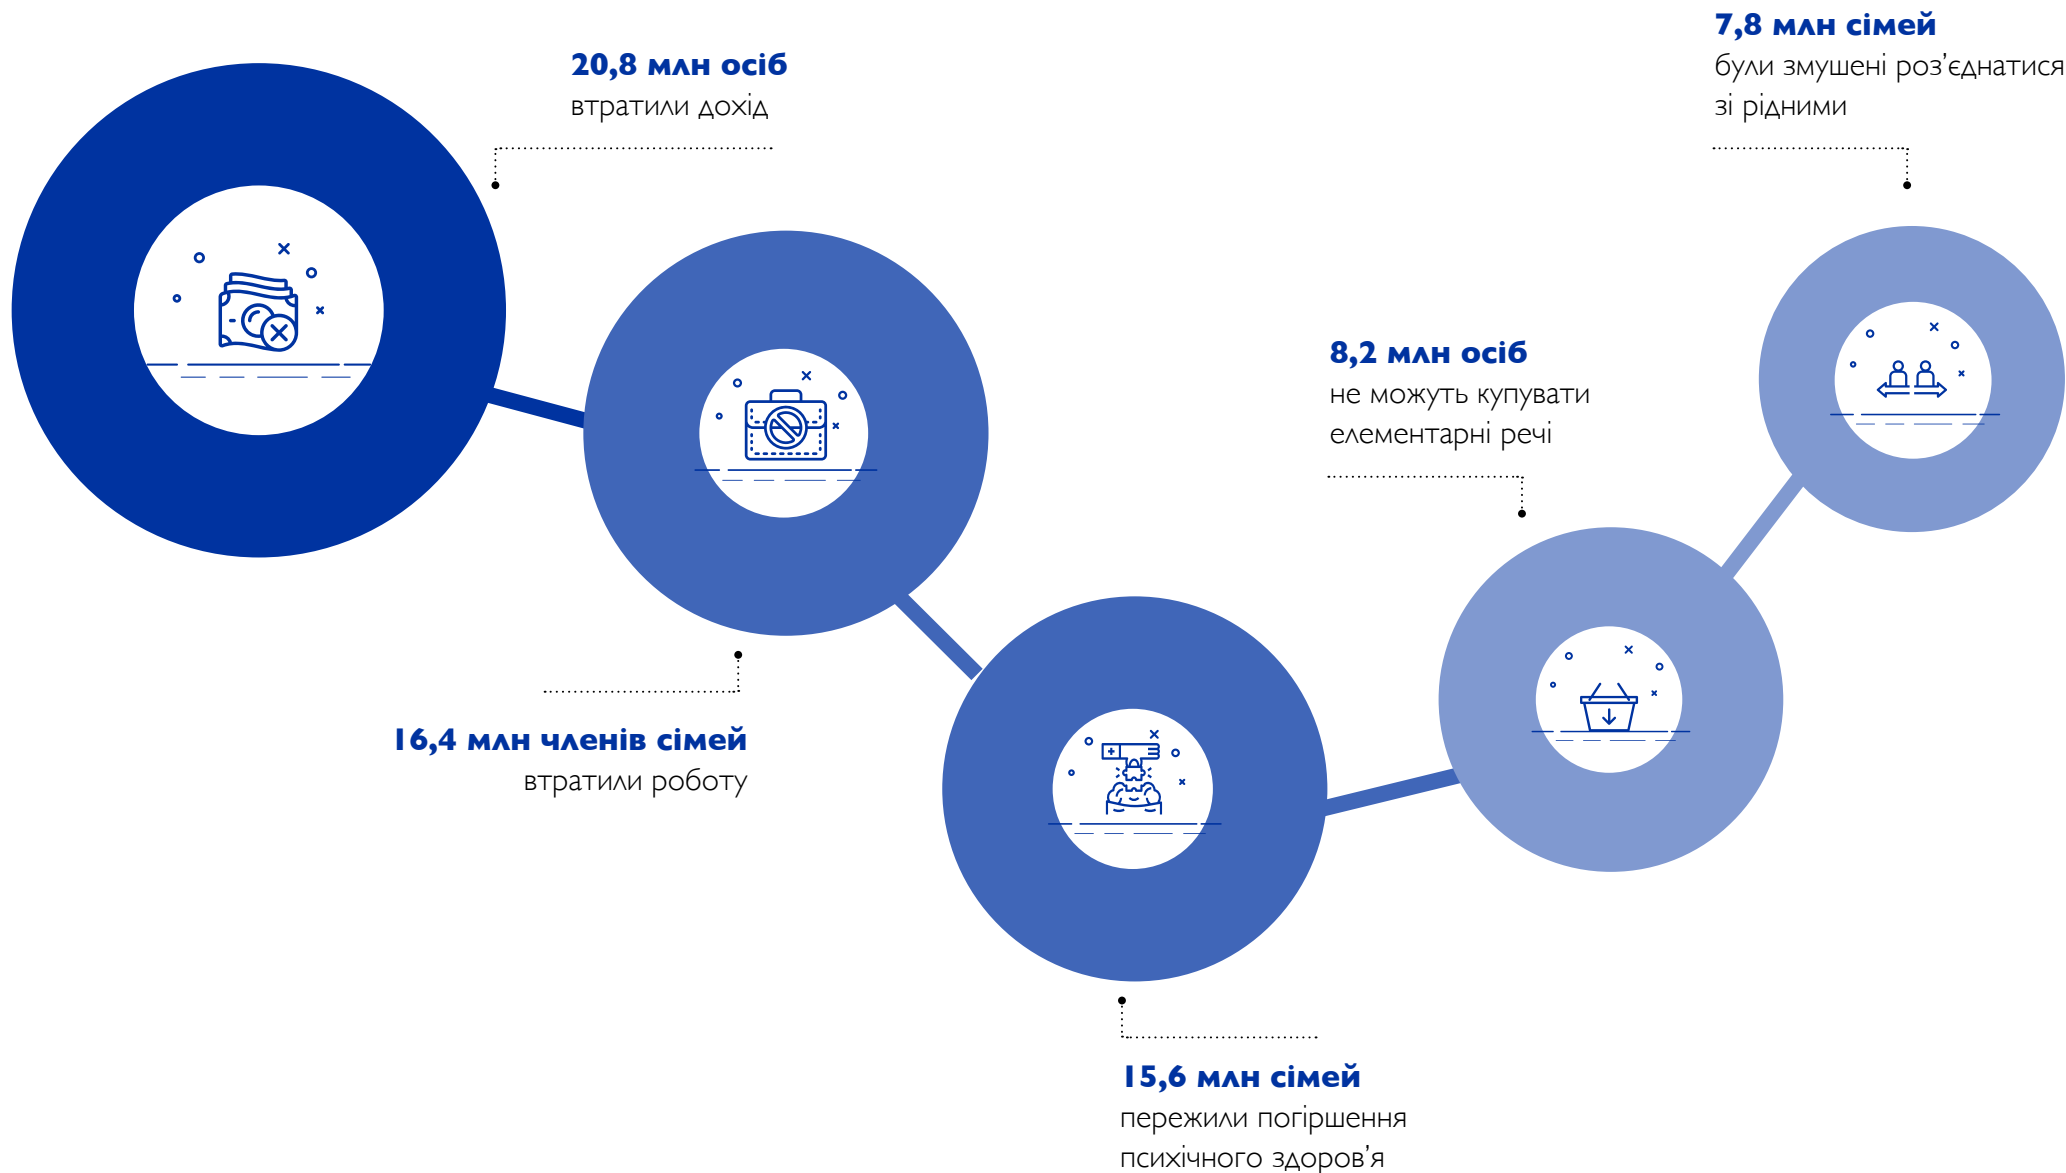 20,8 млн осіб
втратили дохід
16,4 млн членів сімей
втратили роботу
15,6 млн сімей
пережили погіршення
психічного здоров’я
8,2 млн осіб
не можуть купувати
елементарні речі
7,8 млн сімей
були змушені роз’єднатися
зі рідними